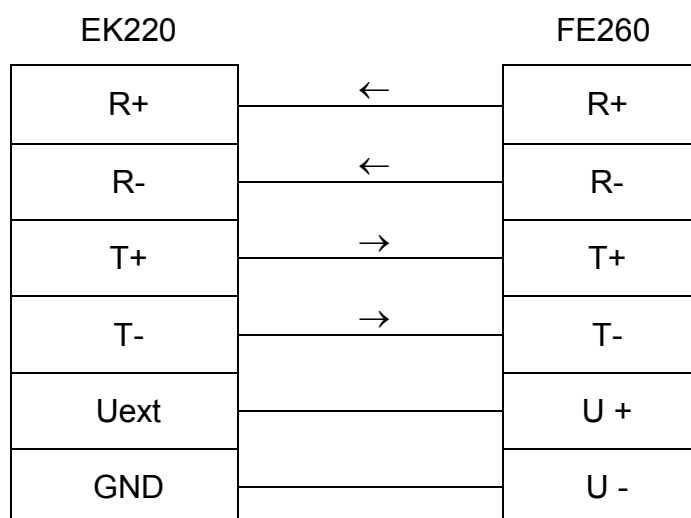 EK220 FE260
R+ ← R+
R- ← R-
T+ → T+
T- → T-
Uext U +
GND U -